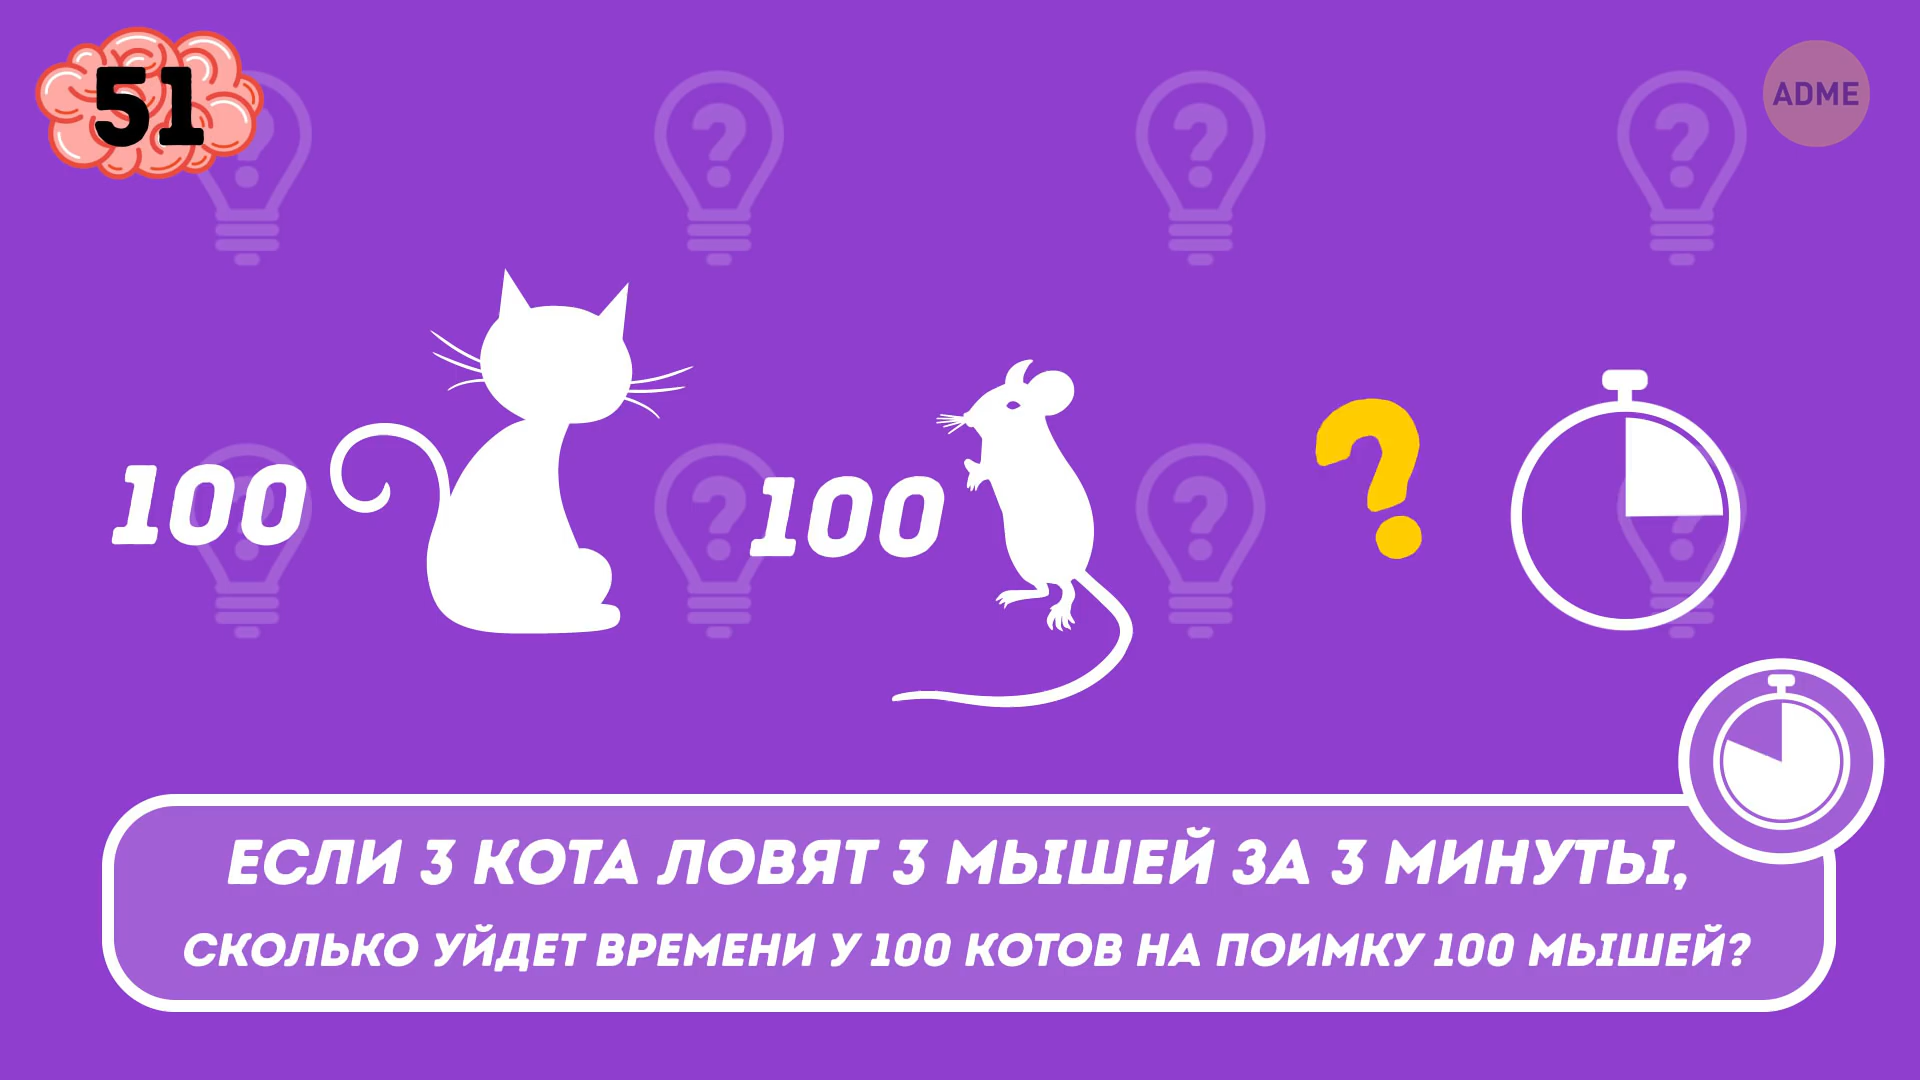 51
ADME
100
100
?
ЕСЛИ 3 КОТА ЛОВЯТ 3 МЫШЕЙ ЗА 3 МИНУТЫ,
СКОЛЬКО УЙДЕТ ВРЕМЕНИ У 100 КОТОВ НА ПОИМКУ 100 МЫШЕЙ?